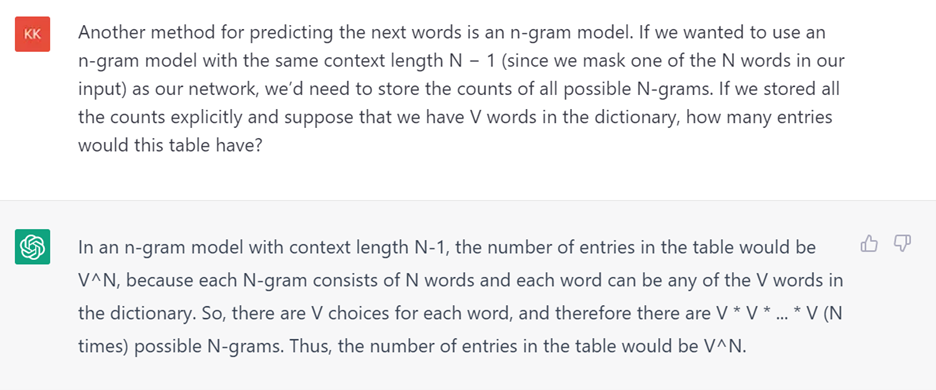 KK
Another method for predicting the next words is an n-gram model. If we wanted to use an
n-gram model with the same context length N − 1 (since we mask one of the N words in our
input) as our network, we’d need to store the counts of all possible N-grams. If we stored all
the counts explicitly and suppose that we have V words in the dictionary, how many entries
would this table have?
In an n-gram model with context length N-1, the number of entries in the table would be
V^N, because each N-gram consists of N words and each word can be any of the V words in
the dictionary. So, there are V choices for each word, and therefore there are V * V * ... * V (N
times) possible N-grams. Thus, the number of entries in the table would be V^N.